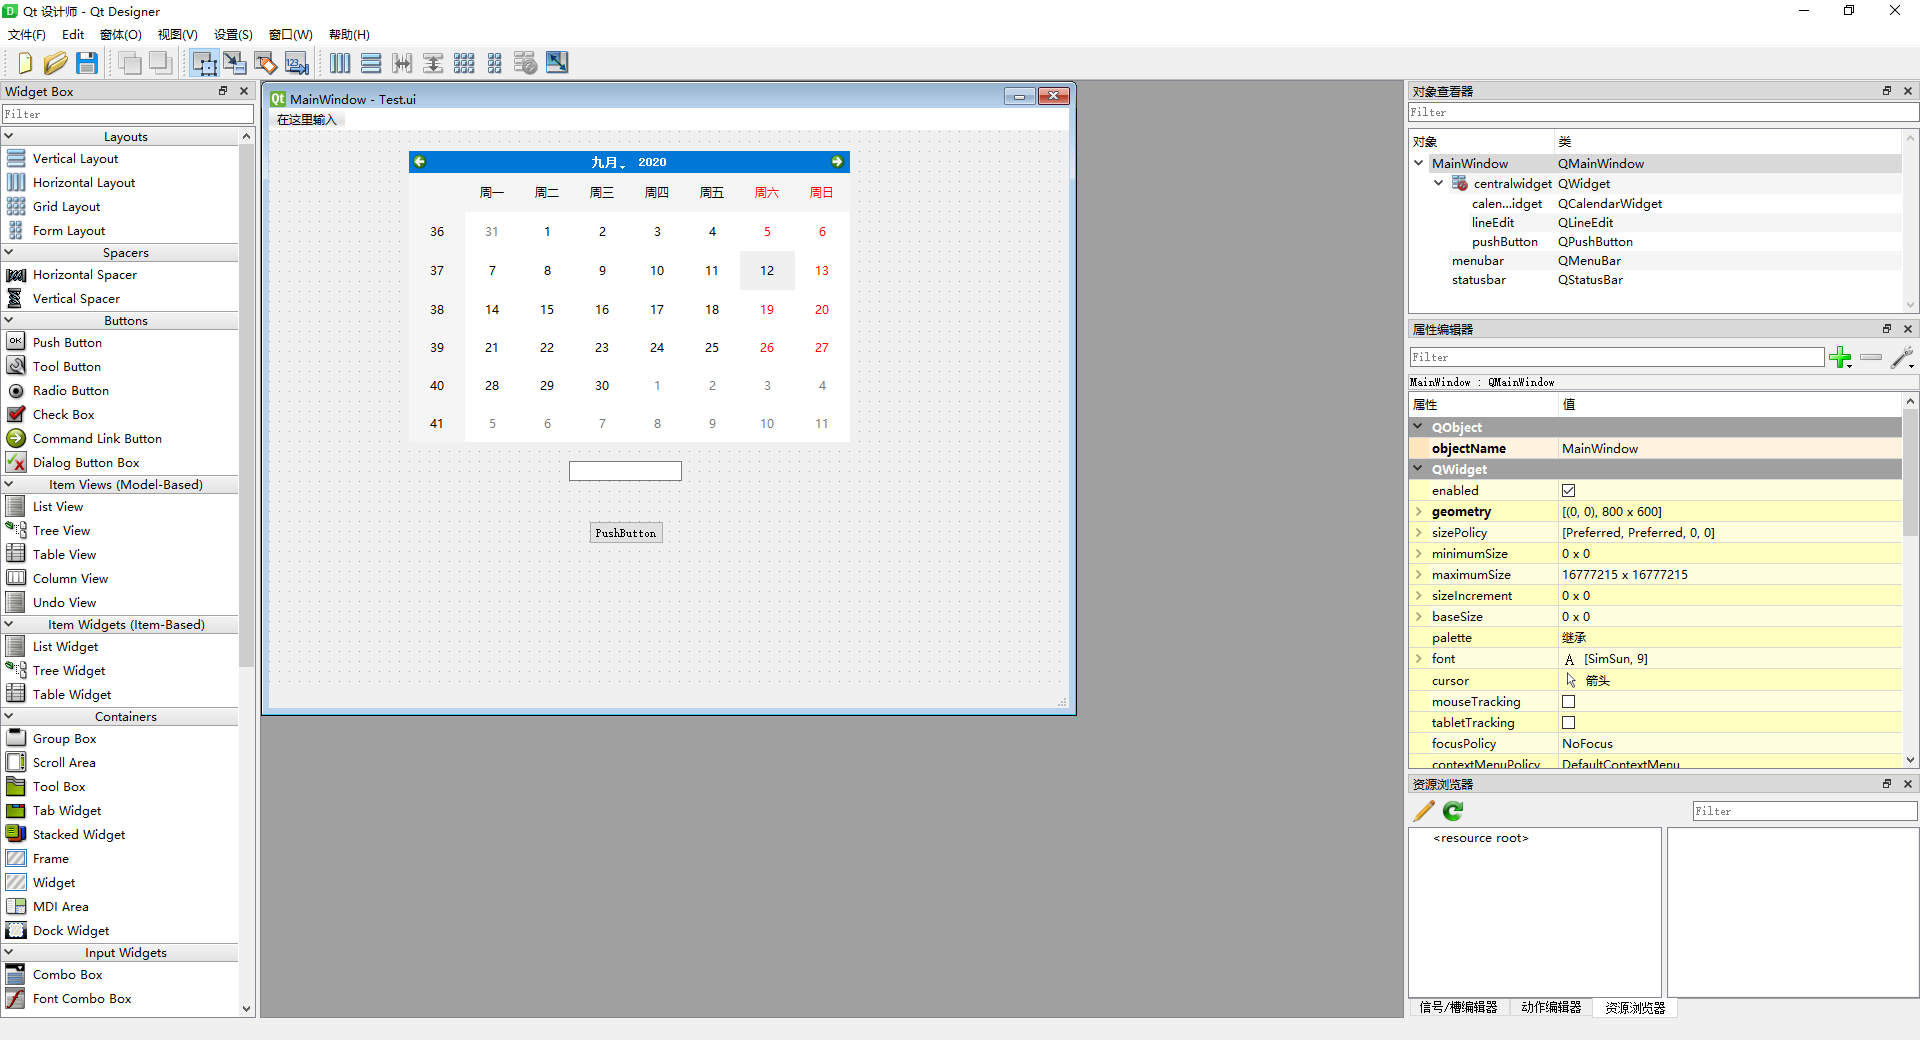 Qt 设计师 - Qt Designer
文件(F) Edit 窗体(O) 视图(V) 设置(S) 窗口(W) 帮助(H)
Widget Box
Filter
Layouts
Vertical Layout
Horizontal Layout
Grid Layout
Form Layout
Spacers
Horizontal Spacer
Vertical Spacer
Buttons
Push Button
Tool Button
Radio Button
Check Box
Command Link Button
Dialog Button Box
Item Views (Model-Based)
List View
Tree View
Table View
Column View
Undo View
Item Widgets (Item-Based)
List Widget
Tree Widget
Table Widget
Containers
Group Box
Scroll Area
Tool Box
Tab Widget
Stacked Widget
Frame
Widget
MDI Area
Dock Widget
Input Widgets
Combo Box
Font Combo Box
MainWindow - Test.ui
在这里输入
九月 2020
周一 周二 周三 周四 周五 周六 周日
36 31 1 2 3 4 5 6
37 7 8 9 10 11 12 13
38 14 15 16 17 18 19 20
39 21 22 23 24 25 26 27
40 28 29 30 1 2 3 4
41 5 6 7 8 9 10 11
PushButton
对象查看器
Filter
对象 类
MainWindow QMainWindow
centralwidget QWidget
calen...idget QCalendarWidget
lineEdit QLineEdit
pushButton QPushButton
menubar QMenuBar
statusbar QStatusBar
属性编辑器
Filter
MainWindow : QMainWindow
属性 值
QObject
objectName MainWindow
QWidget
enabled
geometry [(0, 0), 800 x 600]
sizePolicy [Preferred, Preferred, 0, 0]
minimumSize 0 x 0
maximumSize 16777215 x 16777215
sizeIncrement 0 x 0
baseSize 0 x 0
palette 继承
font A [SimSun, 9]
cursor 箭头
mouseTracking
tabletTracking
focusPolicy NoFocus
contextMenuPolicy DefaultContextMenu
资源浏览器
Filter
<resource root>
信号/槽编辑器 动作编辑器 资源浏览器